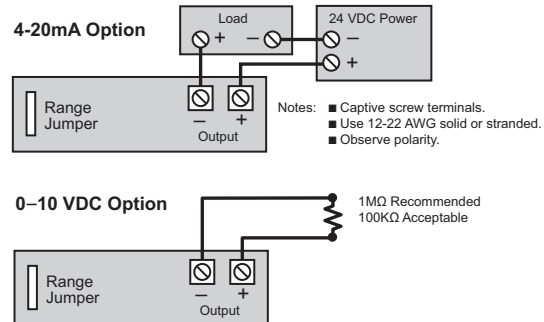 4-20mA Option
Load
24 VDC Power
+ – –
+
Range
Jumper
– +
Output
Notes: ■ Captive screw terminals.
■ Use 12-22 AWG solid or stranded.
■ Observe polarity.
0–10 VDC Option
1MΩ Recommended
100KΩ Acceptable
Range
Jumper
– +
Output